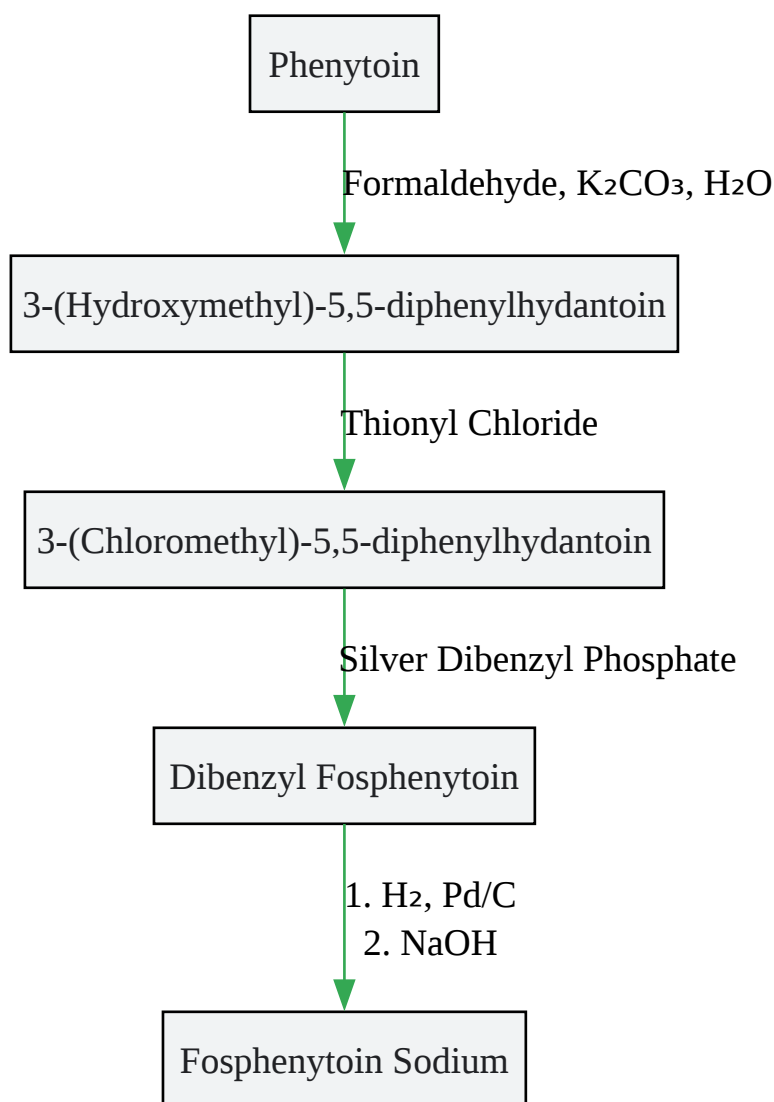 Phenytoin
Formaldehyde, K₂CO₃, H₂O
3-(Hydroxymethyl)-5,5-diphenylhydantoin
Thionyl Chloride
3-(Chloromethyl)-5,5-diphenylhydantoin
Silver Dibenzyl Phosphate
Dibenzyl Fosphenytoin
1. H₂, Pd/C
2. NaOH
Fosphenytoin Sodium